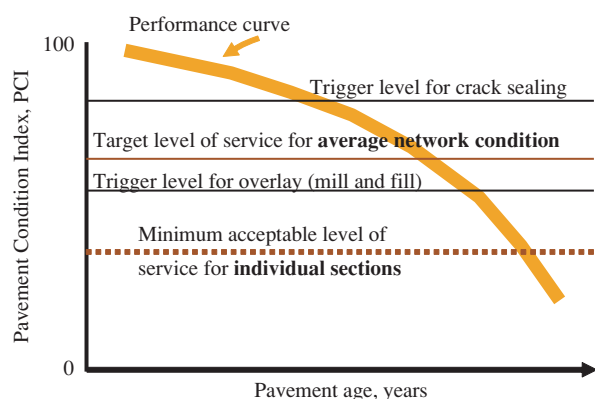 Performance curve
100
Trigger level for crack sealing
Target level of service for average network condition
Trigger level for overlay (mill and fill)
Minimum acceptable level of
service for individual sections
0
Pavement Condition Index, PCI
Pavement age, years